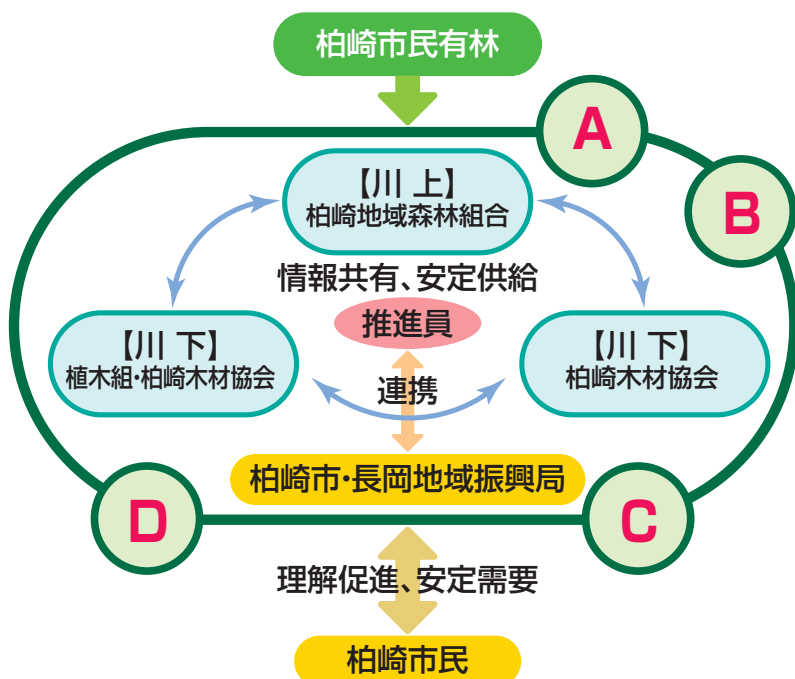 柏崎市民有林
A
B
【川 上】
柏崎地域森林組合
情報共有、安定供給
推進員
【川 下】
植木組・柏崎木材協会
連携
【川 下】
柏崎木材協会
柏崎市・長岡地域振興局
D
C
理解促進、安定需要
柏崎市民